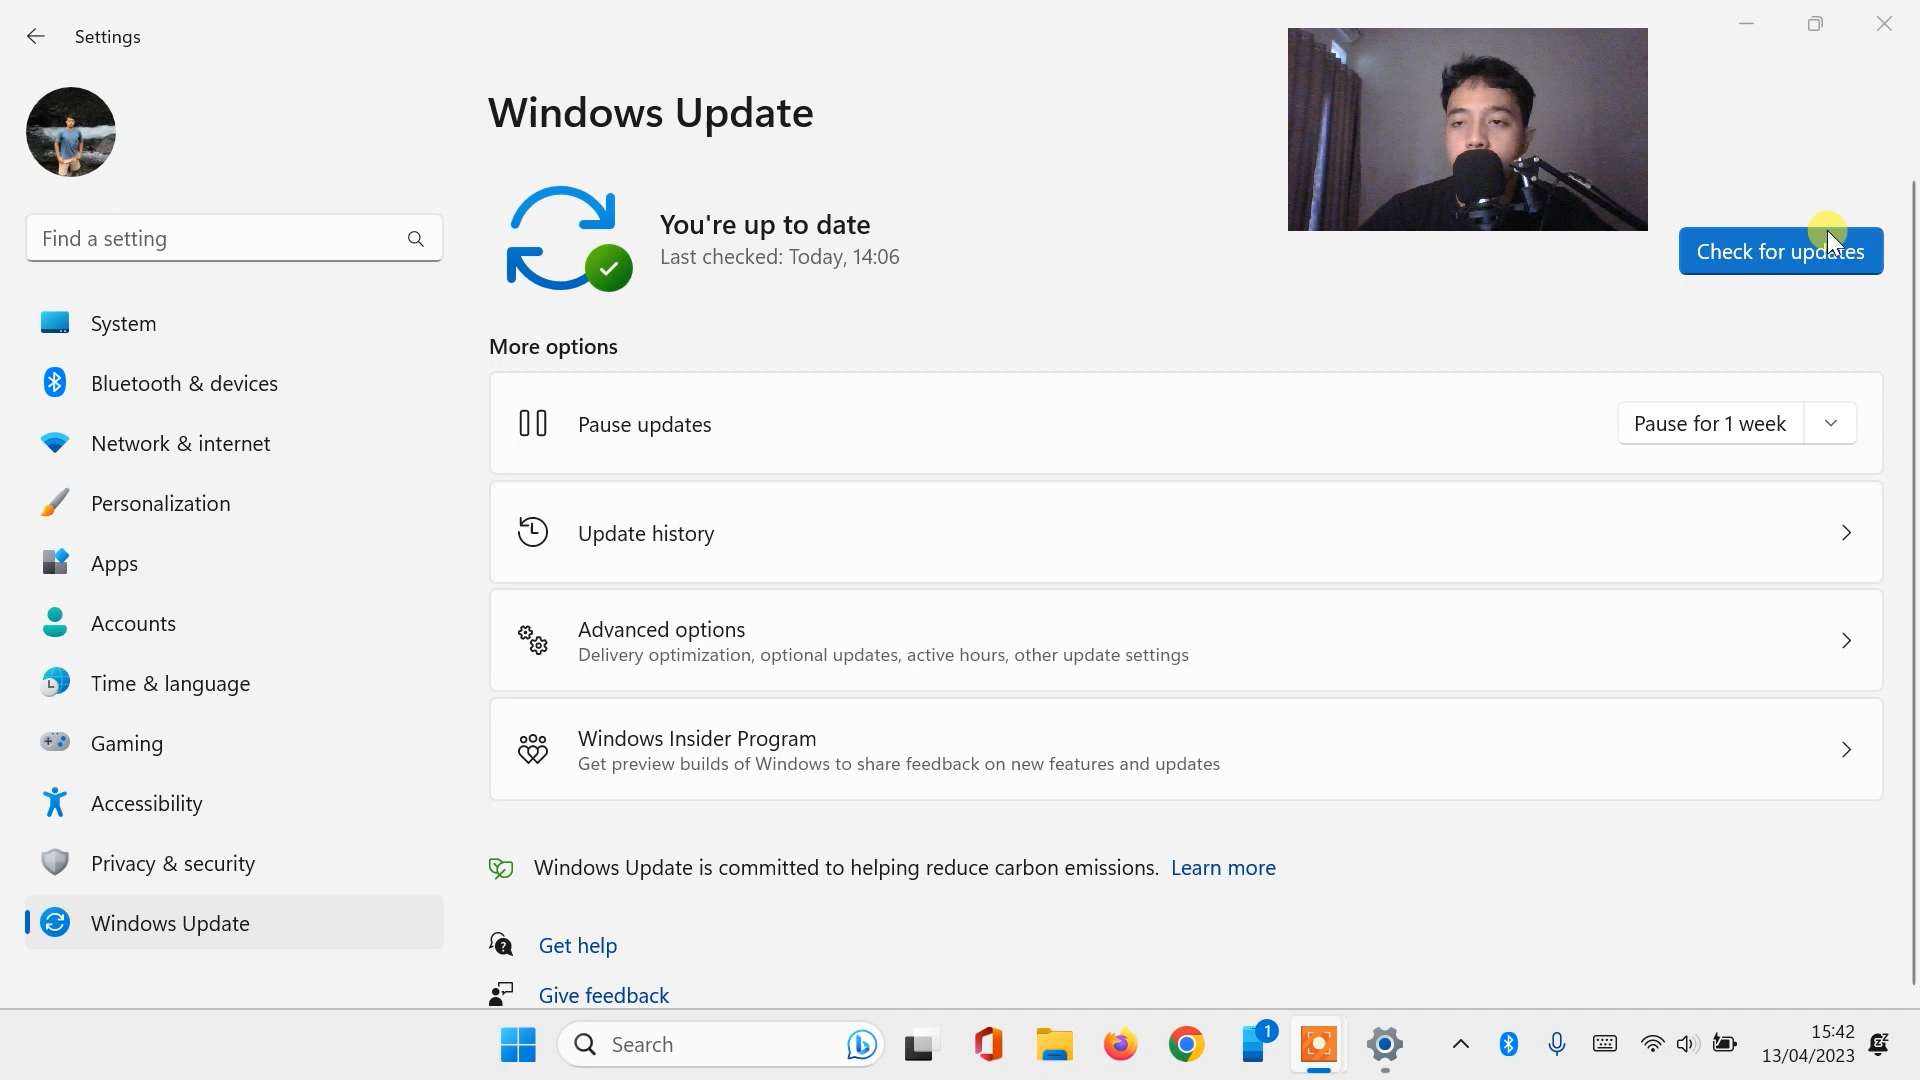 Settings
Windows Update
You're up to date
Last checked: Today, 14:06
Check for updates
Find a setting
System
Bluetooth & devices
Network & internet
Personalization
Apps
Accounts
Time & language
Gaming
Accessibility
Privacy & security
Windows Update
More options
Pause updates
Pause for 1 week
Update history
Advanced options
Delivery optimization, optional updates, active hours, other update settings
Windows Insider Program
Get preview builds of Windows to share feedback on new features and updates
Windows Update is committed to helping reduce carbon emissions. Learn more
Get help
Give feedback
Search
1
15:42
13/04/2023